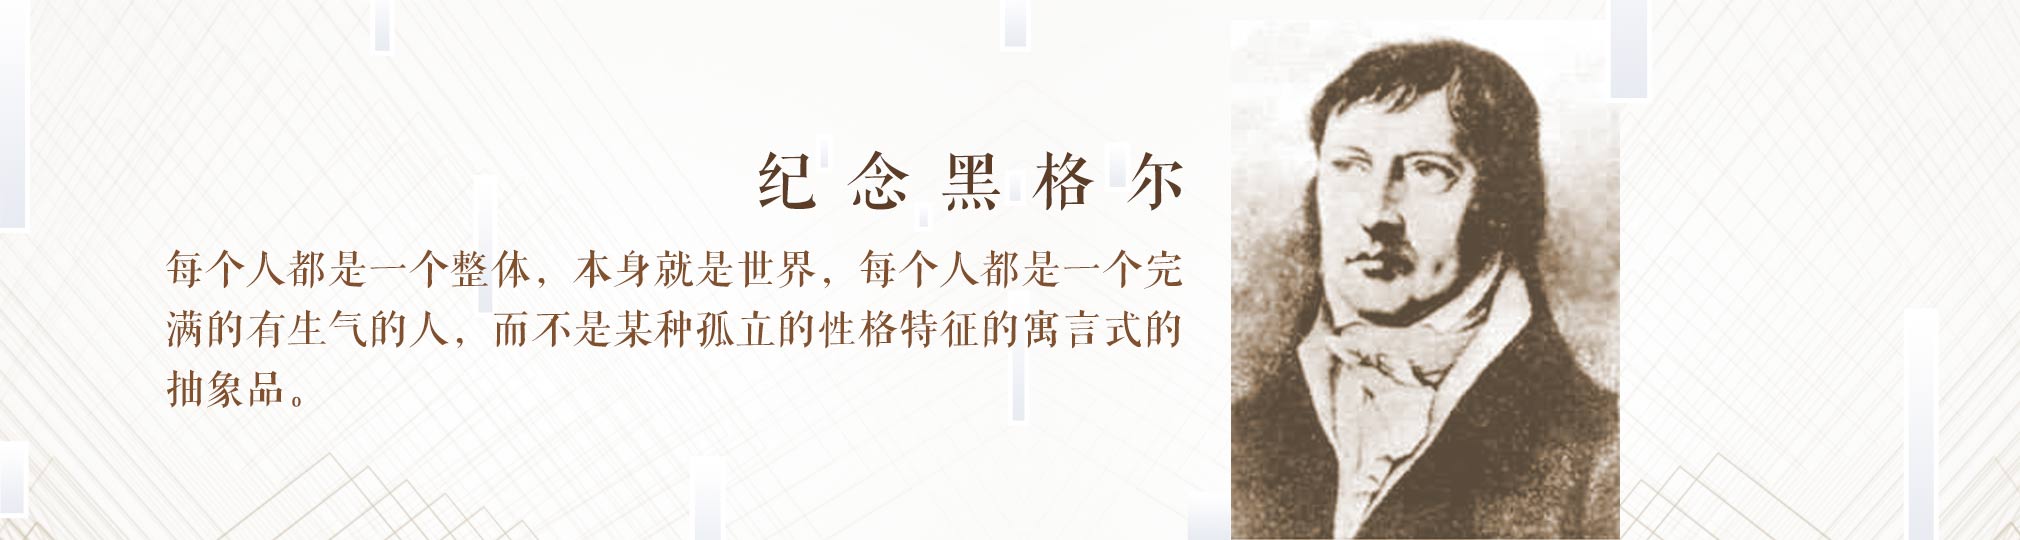 纪念黑格尔
每个人都是一个整体，本身就是世界，每个人都是一个完
满的有生气的人，而不是某种孤立的性格特征的寓言式的
抽象品。